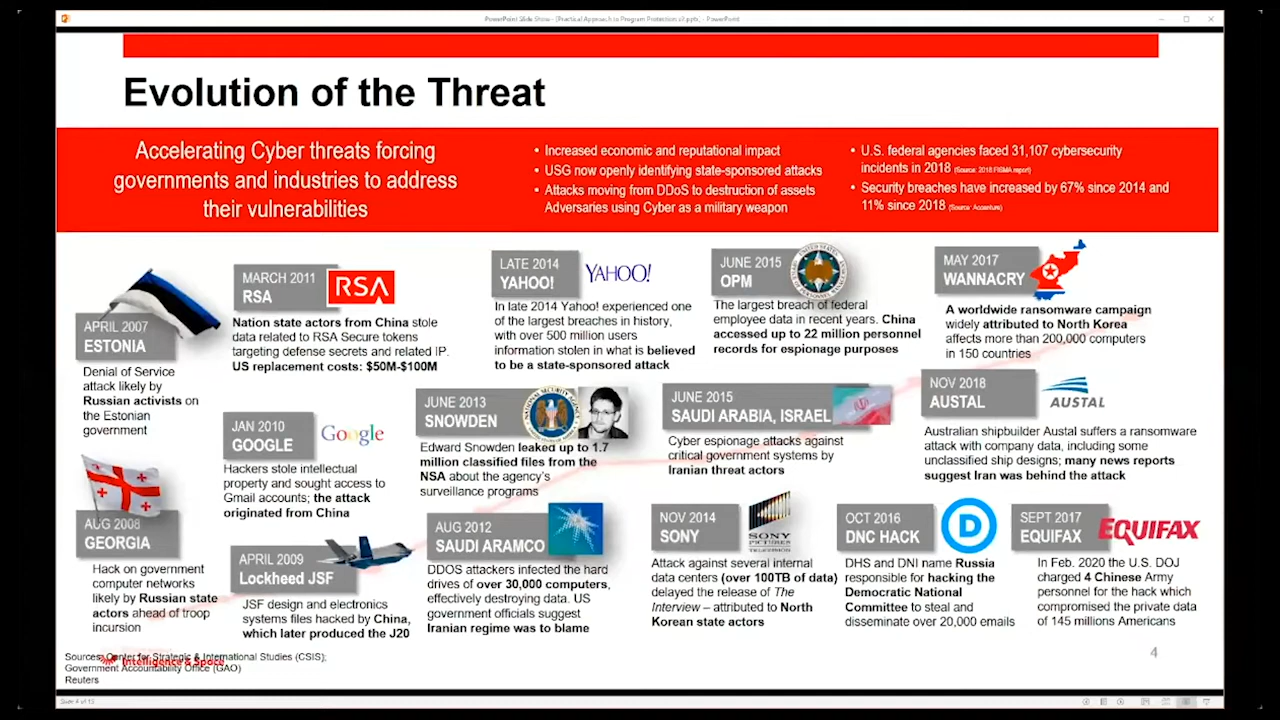 PowerPoint Slide Show - [Practical Approach to Program Protection v2.pptx] - PowerPoint
Evolution of the Threat
Accelerating Cyber threats forcing
governments and industries to address
their vulnerabilities
• Increased economic and reputational impact
• USG now openly identifying state-sponsored attacks
• Attacks moving from DDoS to destruction of assets
Adversaries using Cyber as a military weapon
• U.S. federal agencies faced 31,107 cybersecurity
incidents in 2018 (Source: 2018 FISMA report)
• Security breaches have increased by 67% since 2014 and
11% since 2018 (Source: Accenture)
APRIL 2007
ESTONIA
Denial of Service
attack likely by
Russian activists on
the Estonian
government
MARCH 2011
RSA
RSA
Nation state actors from China stole
data related to RSA Secure tokens
targeting defense secrets and related IP.
US replacement costs: $50M-$100M
LATE 2014
YAHOO!
YAHOO!
In late 2014 Yahoo! experienced one
of the largest breaches in history,
with over 500 million users
information stolen in what is believed
to be a state-sponsored attack
JUNE 2015
OPM
The largest breach of federal
employee data in recent years. China
accessed up to 22 million personnel
records for espionage purposes
MAY 2017
WANNACRY
A worldwide ransomware campaign
widely attributed to North Korea
affects more than 200,000 computers
in 150 countries
JAN 2010
GOOGLE
Google
Hackers stole intellectual
property and sought access to
Gmail accounts; the attack
originated from China
JUNE 2013
SNOWDEN
Edward Snowden leaked up to 1.7
million classified files from the
NSA about the agency's
surveillance programs
JUNE 2015
SAUDI ARABIA, ISRAEL
Cyber espionage attacks against
critical government systems by
Iranian threat actors
NOV 2018
AUSTAL
AUSTAL
Australian shipbuilder Austal suffers a ransomware
attack with company data, including some
unclassified ship designs; many news reports
suggest Iran was behind the attack
AUG 2008
GEORGIA
Hack on government
computer networks
likely by Russian state
actors ahead of troop
incursion
APRIL 2009
Lockheed JSF
JSF design and electronics
systems files hacked by China,
which later produced the J20
AUG 2012
SAUDI ARAMCO
DDOS attackers infected the hard
drives of over 30,000 computers,
effectively destroying data. US
government officials suggest
Iranian regime was to blame
NOV 2014
SONY
SONY
PICTURES
TELEVISION
Attack against several internal
data centers (over 100TB of data)
delayed the release of The
Interview – attributed to North
Korean state actors
OCT 2016
DNC HACK
D
DHS and DNI name Russia
responsible for hacking the
Democratic National
Committee to steal and
disseminate over 20,000 emails
SEPT 2017
EQUIFAX
EQUIFAX
In Feb. 2020 the U.S. DOJ
charged 4 Chinese Army
personnel for the hack which
compromised the private data
of 145 millions Americans
Sources: Center for Strategic & International Studies (CSIS);
Intelligence & Space
Government Accountability Office (GAO)
Reuters
4
Slide 4 of 15